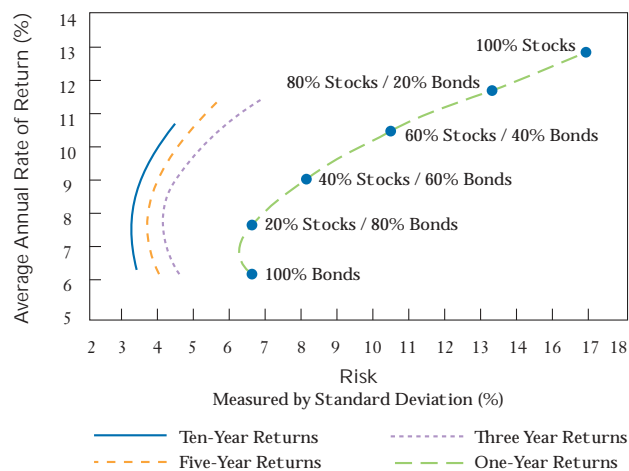 Average Annual Rate of Return (%)
14
13
12
11
10
9
8
7
6
5
100% Stocks
80% Stocks / 20% Bonds
60% Stocks / 40% Bonds
40% Stocks / 60% Bonds
20% Stocks / 80% Bonds
100% Bonds
2 3 4 5 6 7 8 9 10 11 12 13 14 15 16 17 18
Risk
Measured by Standard Deviation (%)
Ten-Year Returns
Three Year Returns
Five-Year Returns
One-Year Returns